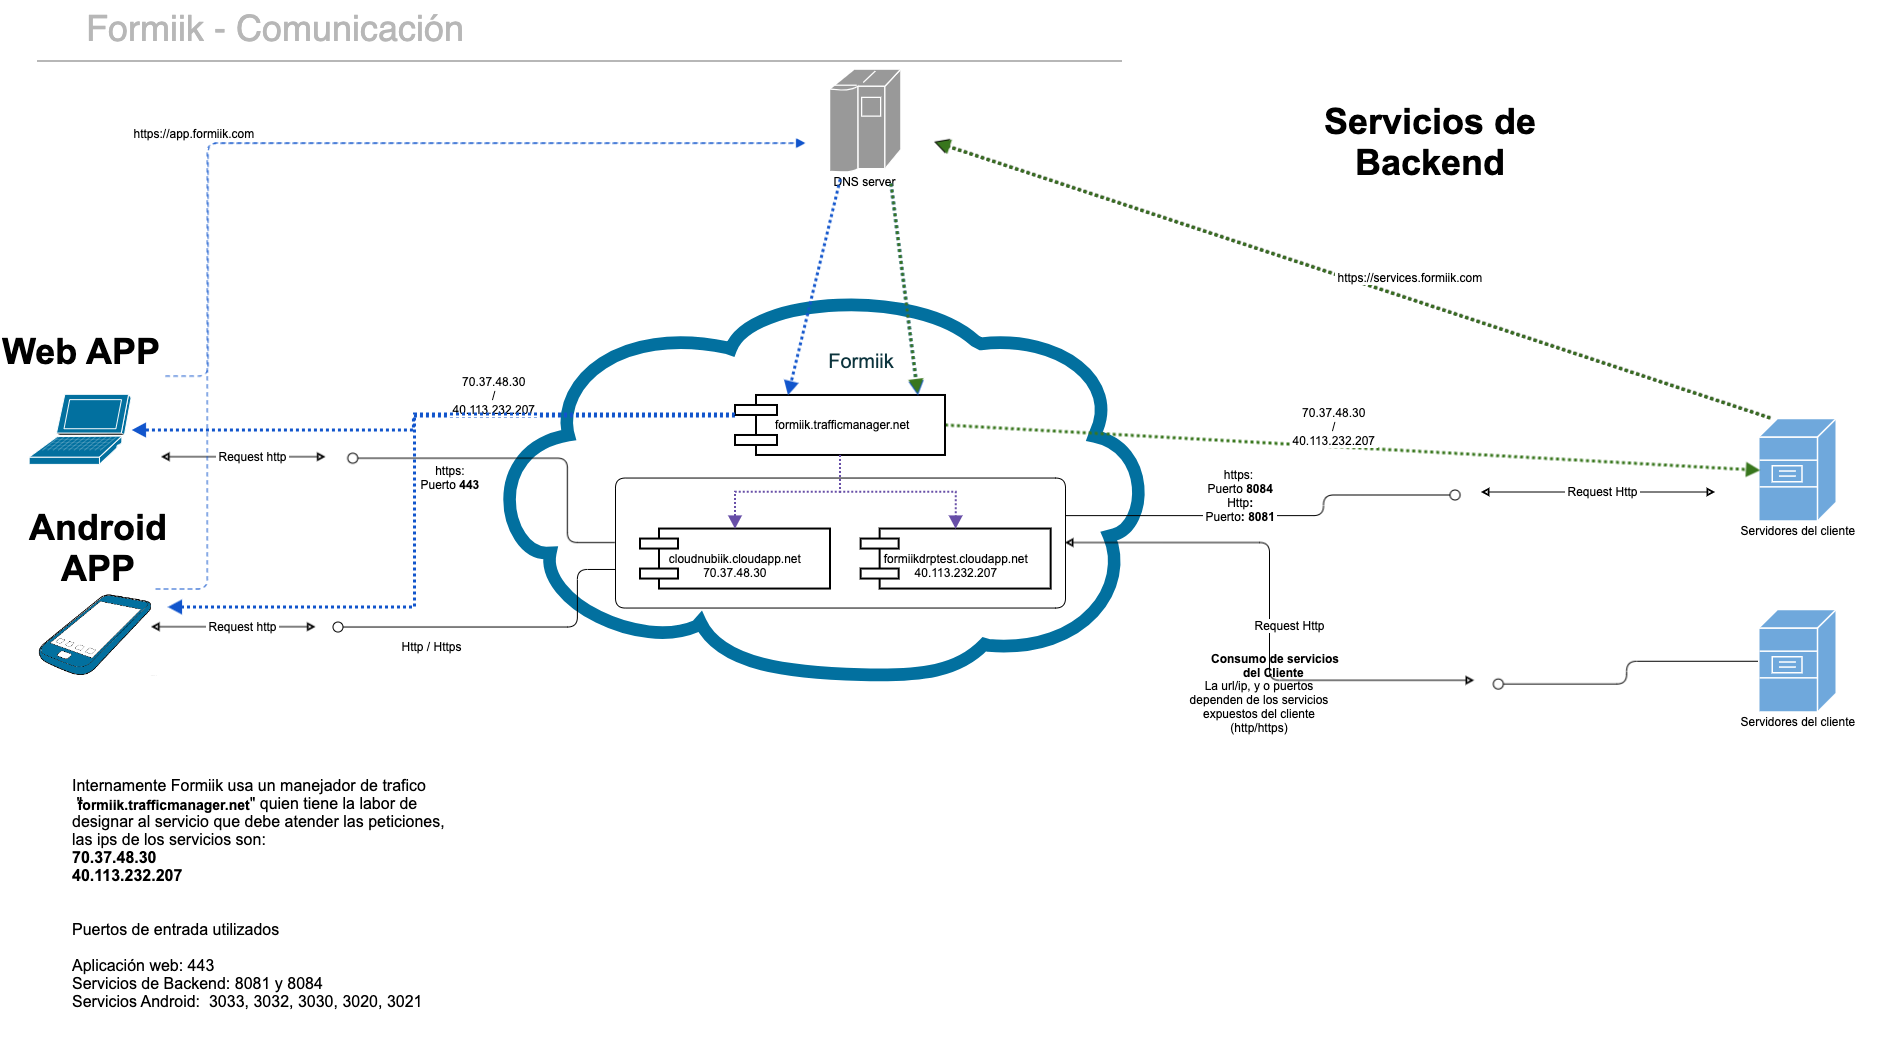 Formiik - Comunicación
https://app.formiik.com
DNS server
Servicios de
Backend
https://services.formiik.com
Web APP
Formiik
70.37.48.30
/
40.113.232.207
formiik.trafficmanager.net
70.37.48.30
/
40.113.232.207
Request http
https:
Puerto 443
https:
Puerto 8084
Http:
Puerto: 8081
Request Http
Servidores del cliente
Android
APP
cloudnubiik.cloudapp.net
70.37.48.30
formiikdrptest.cloudapp.net
40.113.232.207
Request http
Http / Https
Request Http
Consumo de servicios
del Cliente
La url/ip, y o puertos
dependen de los servicios
expuestos del cliente
(http/https)
Servidores del cliente
Internamente Formiik usa un manejador de trafico
"formiik.trafficmanager.net" quien tiene la labor de
designar al servicio que debe atender las peticiones,
las ips de los servicios son:
70.37.48.30
40.113.232.207
Puertos de entrada utilizados
Aplicación web: 443
Servicios de Backend: 8081 y 8084
Servicios Android:  3033, 3032, 3030, 3020, 3021